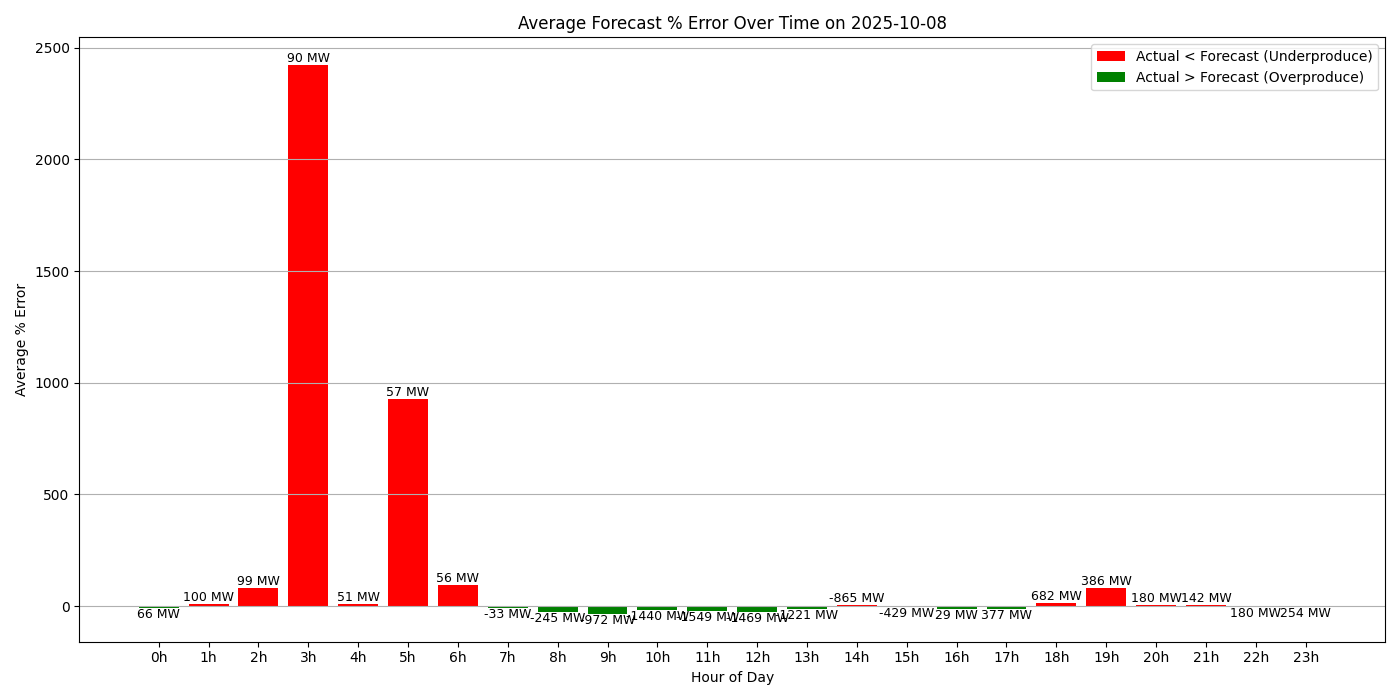 Average Forecast % Error Over Time on 2025-10-08
Actual < Forecast (Underproduce)
Actual > Forecast (Overproduce)
Average % Error
2500
2000
1500
1000
500
0
66 MW
100 MW
99 MW
90 MW
51 MW
57 MW
56 MW
-33 MW
-245 MW
-972 MW
-1440 MW
-1549 MW
-1469 MW
-1221 MW
-865 MW
-429 MW
29 MW
377 MW
682 MW
386 MW
180 MW
142 MW
180 MW
254 MW
0h 1h 2h 3h 4h 5h 6h 7h 8h 9h 10h 11h 12h 13h 14h 15h 16h 17h 18h 19h 20h 21h 22h 23h
Hour of Day